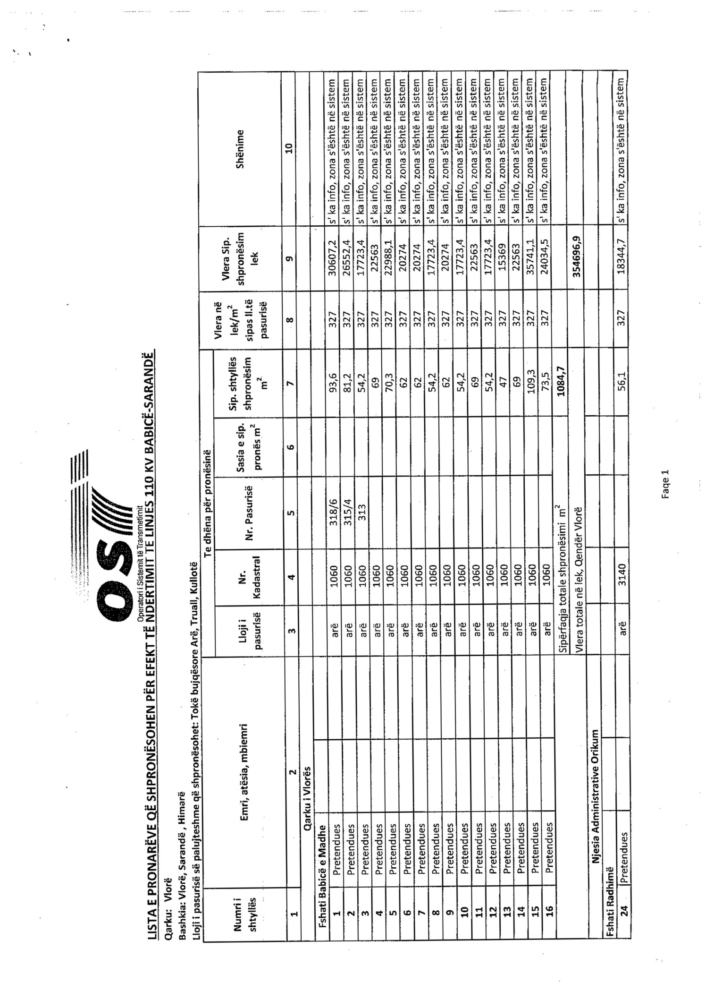 OST
Operatori i Sistemit të Transmetimit
LISTA E PRONARËVE QË SHPRONËSOHEN PËR EFEKT TË NDERTIMIT TE LINJES 110 KV BABICË-SARANDË
Qarku: Vlorë
Bashkia: Vlorë, Sarandë , Himarë
Lloji i pasurisë së palujteshme që shpronësohet: Tokë bujqësore Arë, Truall, Kullotë
Numri i shtyllës | Emri, atësia, mbiemri | Te dhëna për pronësinë | Vlera në lek/m² sipas ll.të pasurisë | Vlera Sip. shpronësim lek | Shënime
Lloji i pasurisë | Nr. Kadastral | Nr. Pasurisë | Sasia e sip. pronës m² | Sip. shtyllës shpronësim m²
1 | 2 | 3 | 4 | 5 | 6 | 7 | 8 | 9 | 10
Qarku i Vlorës
Fshati Babicë e Madhe
1 | Pretendues | arë | 1060 | 318/6 | 93,6 | 327 | 30607,2 | s' ka info, zona s'është në sistem
2 | Pretendues | arë | 1060 | 315/4 | 81,2 | 327 | 26552,4 | s' ka info, zona s'është në sistem
3 | Pretendues | arë | 1060 | 313 | 54,2 | 327 | 17723,4 | s' ka info, zona s'është në sistem
4 | Pretendues | arë | 1060 | 69 | 327 | 22563 | s' ka info, zona s'është në sistem
5 | Pretendues | arë | 1060 | 70,3 | 327 | 22988,1 | s' ka info, zona s'është në sistem
6 | Pretendues | arë | 1060 | 62 | 327 | 20274 | s' ka info, zona s'është në sistem
7 | Pretendues | arë | 1060 | 62 | 327 | 20274 | s' ka info, zona s'është në sistem
8 | Pretendues | arë | 1060 | 54,2 | 327 | 17723,4 | s' ka info, zona s'është në sistem
9 | Pretendues | arë | 1060 | 62 | 327 | 20274 | s' ka info, zona s'është në sistem
10 | Pretendues | arë | 1060 | 54,2 | 327 | 17723,4 | s' ka info, zona s'është në sistem
11 | Pretendues | arë | 1060 | 69 | 327 | 22563 | s' ka info, zona s'është në sistem
12 | Pretendues | arë | 1060 | 54,2 | 327 | 17723,4 | s' ka info, zona s'është në sistem
13 | Pretendues | arë | 1060 | 47 | 327 | 15369 | s' ka info, zona s'është në sistem
14 | Pretendues | arë | 1060 | 69 | 327 | 22563 | s' ka info, zona s'është në sistem
15 | Pretendues | arë | 1060 | 109,3 | 327 | 35741,1 | s' ka info, zona s'është në sistem
16 | Pretendues | arë | 1060 | 73,5 | 327 | 24034,5 | s' ka info, zona s'është në sistem
Sipërfaqja totale shpronësimi m² | 1084,7
Vlera totale në lek, Qendër Vlorë | 354696,9
Njesia Administrative Orikum
Fshati Radhimë
24 | Pretendues | arë | 3140 | 56,1 | 327 | 18344,7 | s' ka info, zona s'është në sistem
Faqe 1